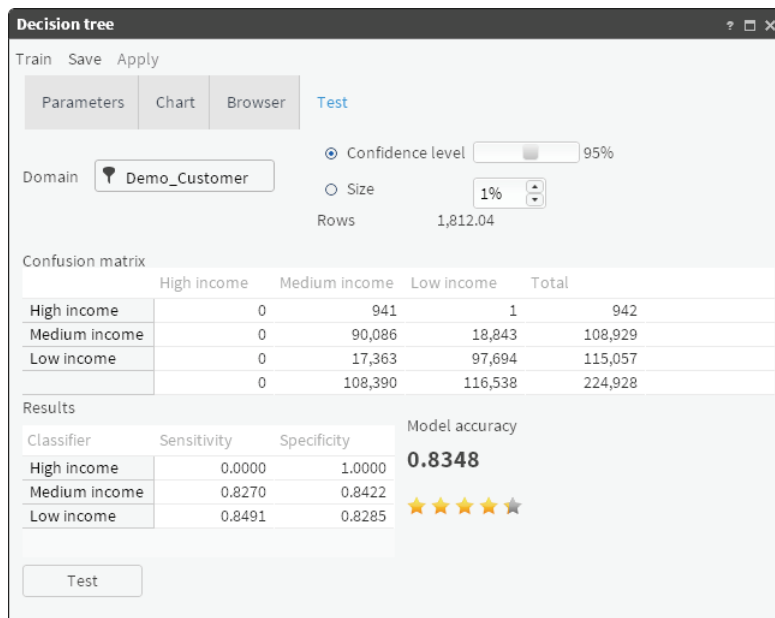 Decision tree ?
Train Save Apply
Parameters Chart Browser Test
Confidence level 95%
Domain Demo_Customer
Size 1%
Rows 1,812.04
Confusion matrix
High income Medium income Low income Total
High income 0 941 1 942
Medium income 0 90,086 18,843 108,929
Low income 0 17,363 97,694 115,057
0 108,390 116,538 224,928
Results
Model accuracy
Classifier Sensitivity Specificity
0.8348
High income 0.0000 1.0000
Medium income 0.8270 0.8422
Low income 0.8491 0.8285
Test